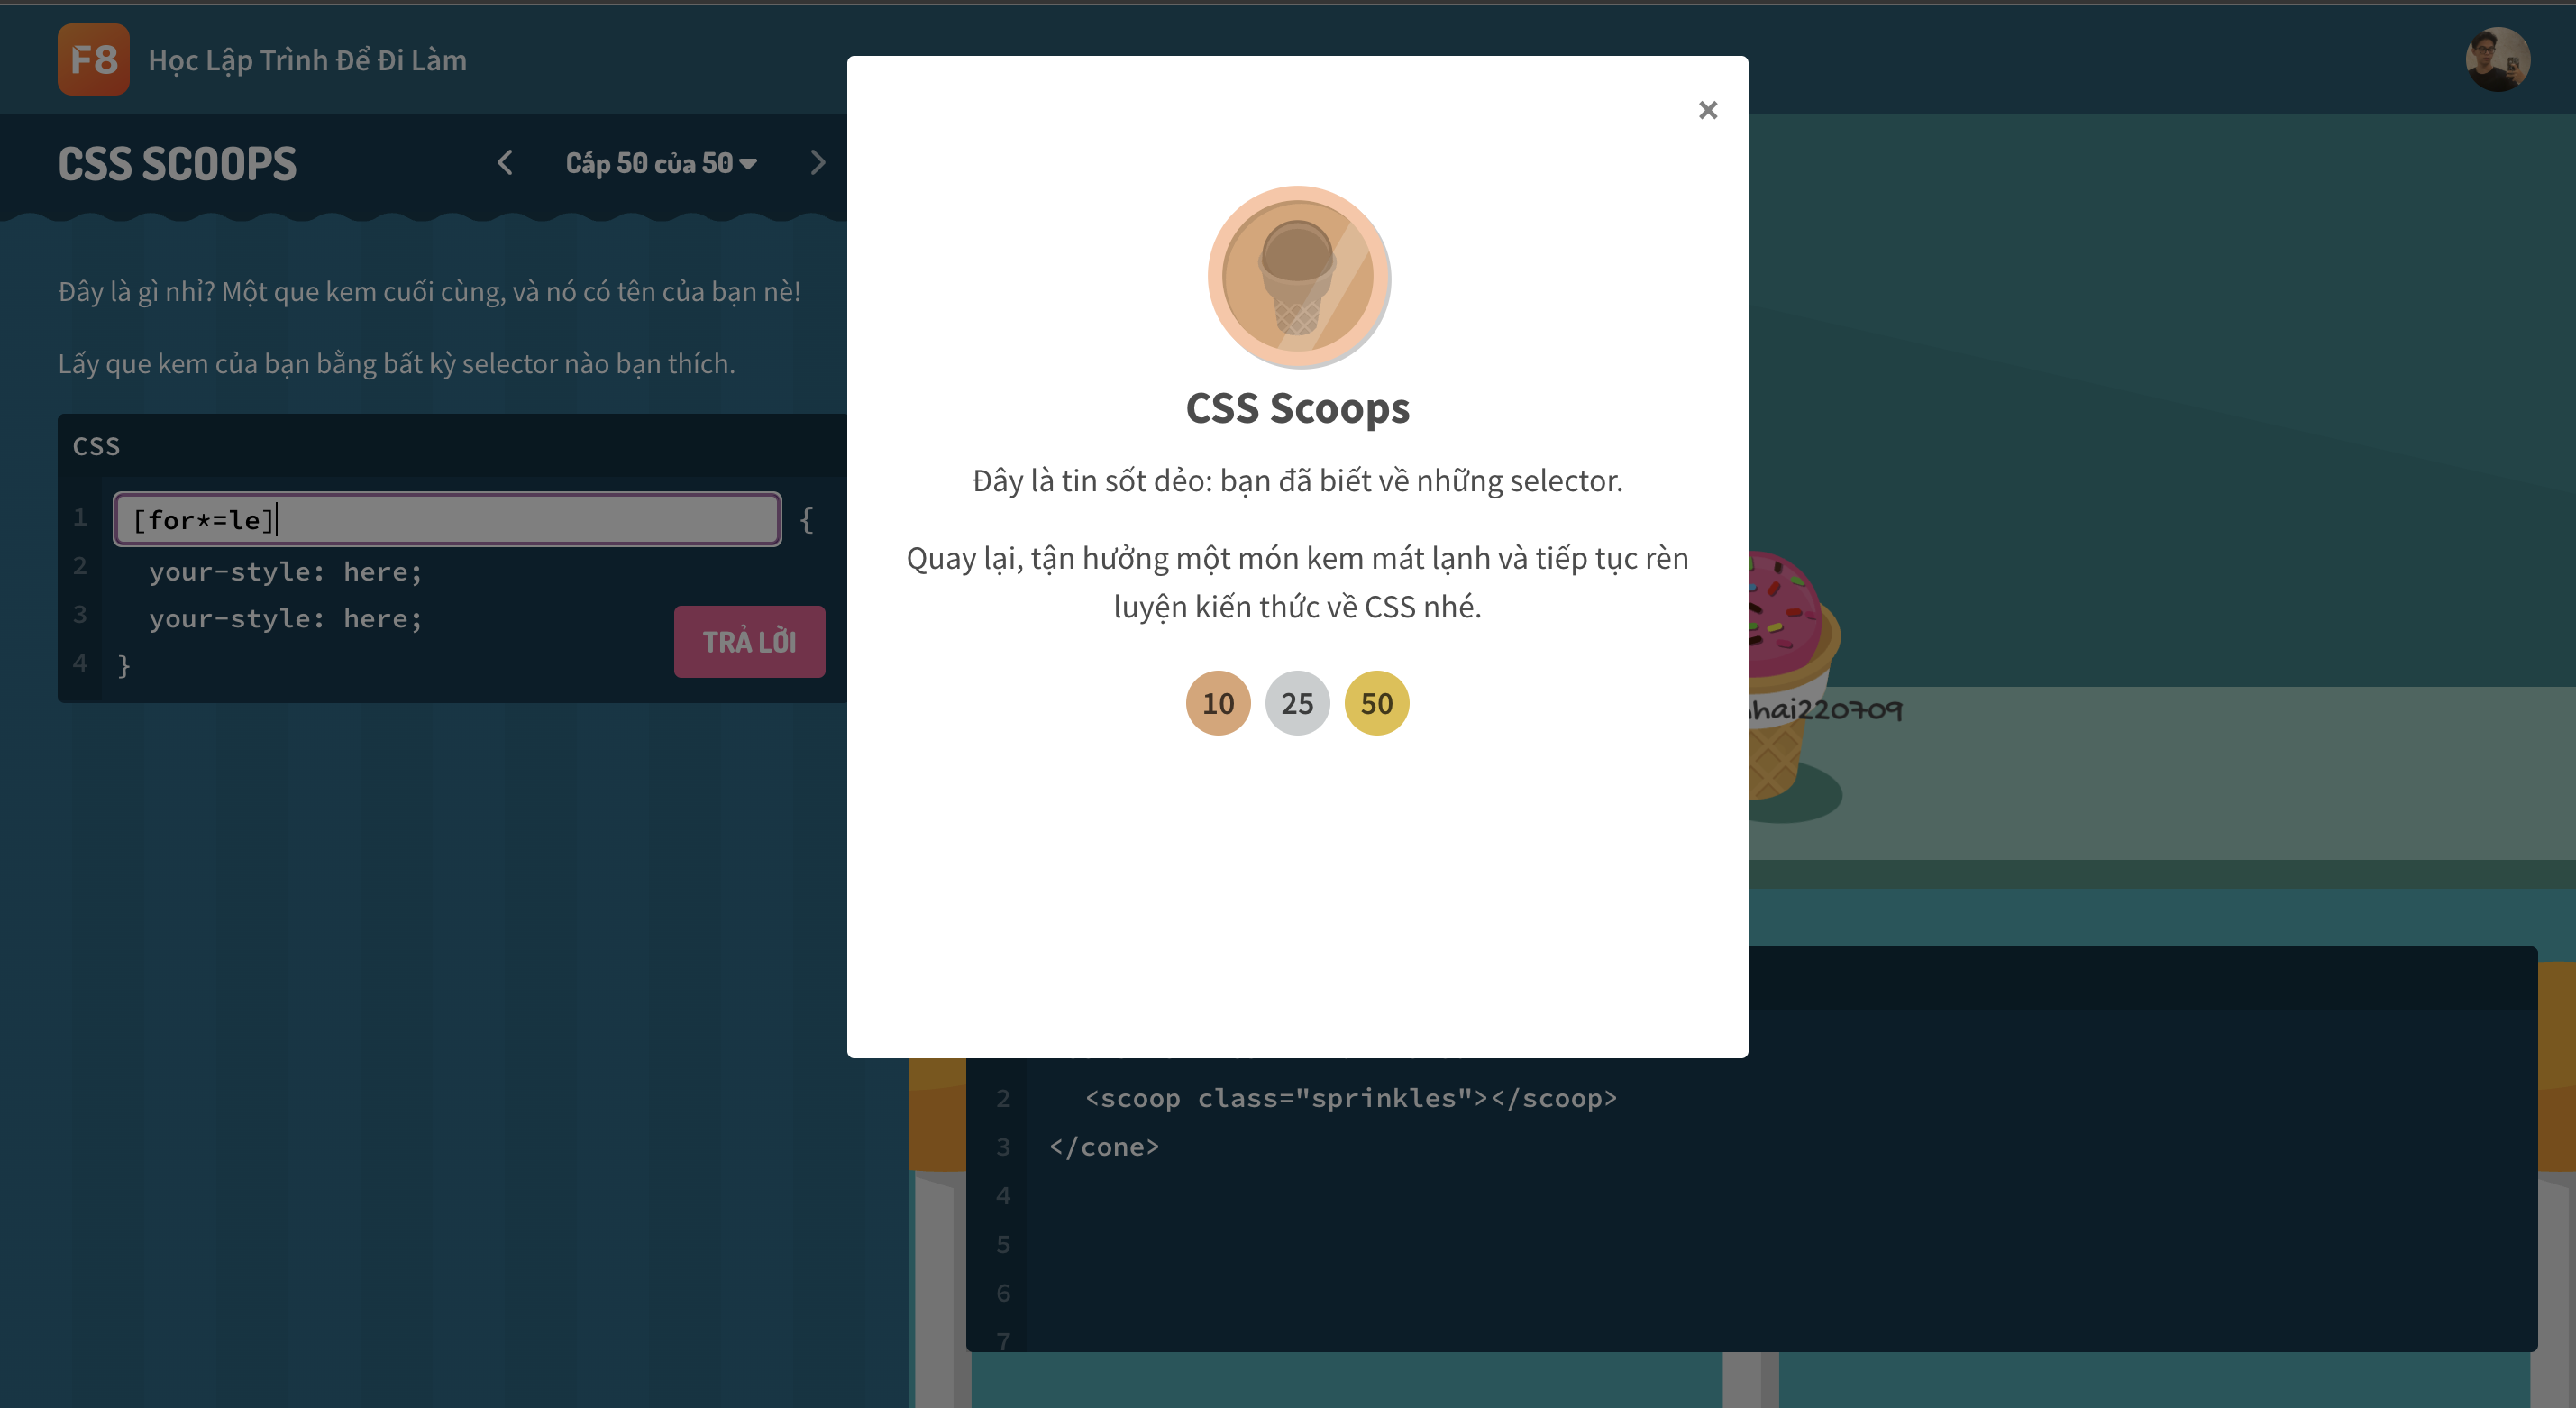 F8 Học Lập Trình Để Đi Làm
CSS SCOOPS
Cấp 50 của 50
Đây là gì nhỉ? Một que kem cuối cùng, và nó có tên của bạn nè!
Lấy que kem của bạn bằng bất kỳ selector nào bạn thích.
CSS
1 [for*=le] {
2 your-style: here;
3 your-style: here;
4 }
TRẢ LỜI
×
CSS Scoops
Đây là tin sốt dẻo: bạn đã biết về những selector.
Quay lại, tận hưởng một món kem mát lạnh và tiếp tục rèn
luyện kiến thức về CSS nhé.
10 25 50
hai220709
2 <scoop class="sprinkles"></scoop>
3 </cone>
4
5
6
7